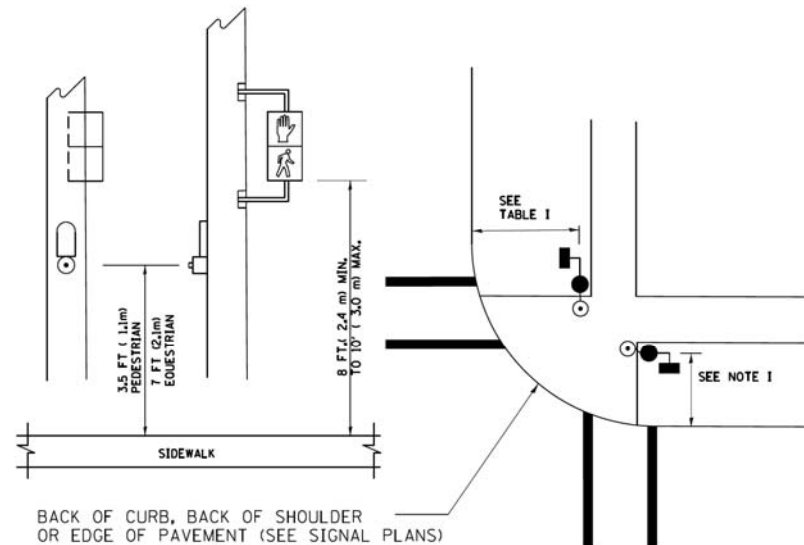 3.5 FT ( 1.1m)
PEDESTRIAN
7 FT (2.1m)
EQUESTRIAN
8 FT.( 2.4 m) MIN.
TO 10' ( 3.0 m) MAX.
SIDEWALK
SEE
TABLE I
SEE NOTE I
BACK OF CURB, BACK OF SHOULDER
OR EDGE OF PAVEMENT (SEE SIGNAL PLANS)